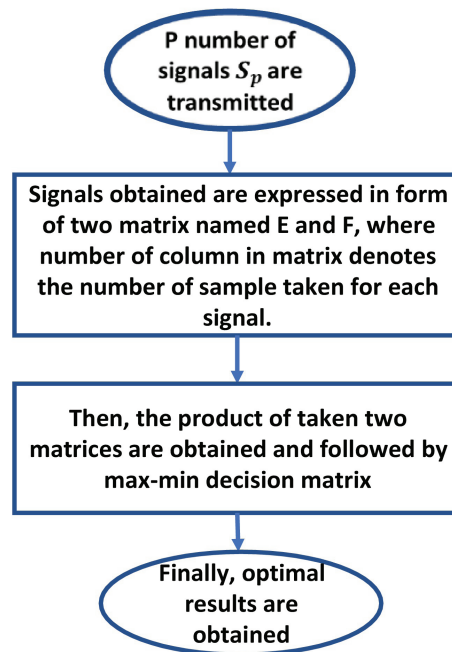 P number of
signals Sₚ are
transmitted
Signals obtained are expressed in form
of two matrix named E and F, where
number of column in matrix denotes
the number of sample taken for each
signal.
Then, the product of taken two
matrices are obtained and followed by
max-min decision matrix
Finally, optimal
results are
obtained